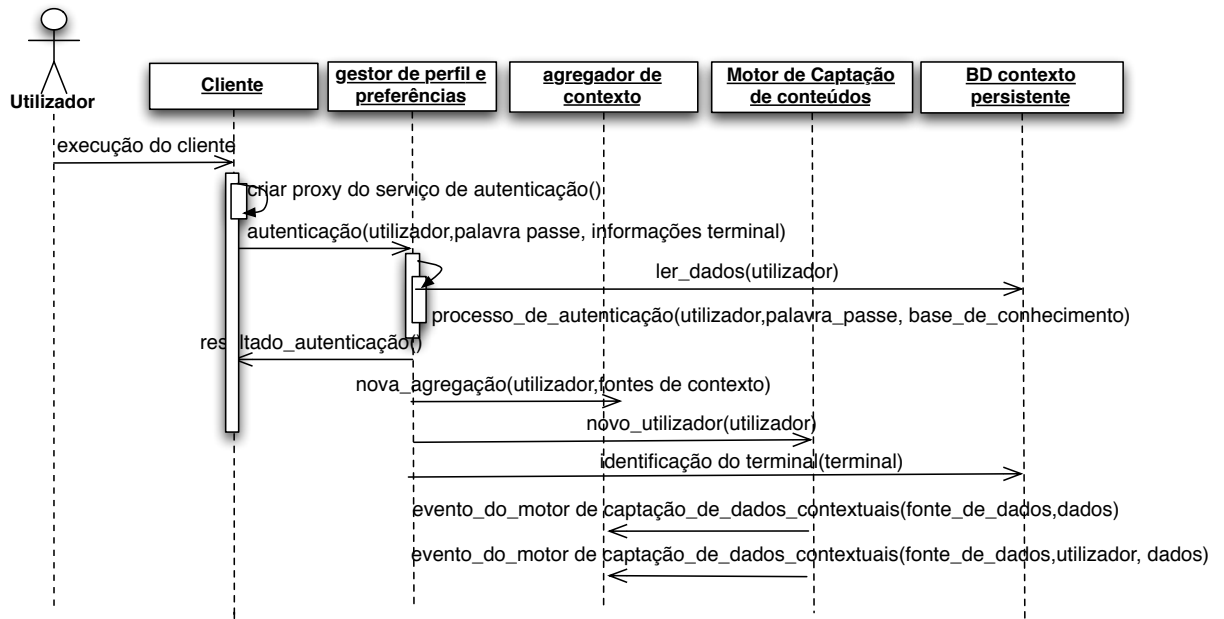 Utilizador
Cliente
gestor de perfil e
preferências
agregador de
contexto
Motor de Captação
de conteúdos
BD contexto
persistente
execução do cliente
criar proxy do serviço de autenticação()
autenticação(utilizador,palavra passe, informações terminal)
ler_dados(utilizador)
processo_de_autenticação(utilizador,palavra_passe, base_de_conhecimento)
resultado_autenticação()
nova_agregação(utilizador,fontes de contexto)
novo_utilizador(utilizador)
identificação do terminal(terminal)
evento_do_motor de captação_de_dados_contextuais(fonte_de_dados,dados)
evento_do_motor de captação_de_dados_contextuais(fonte_de_dados,utilizador, dados)